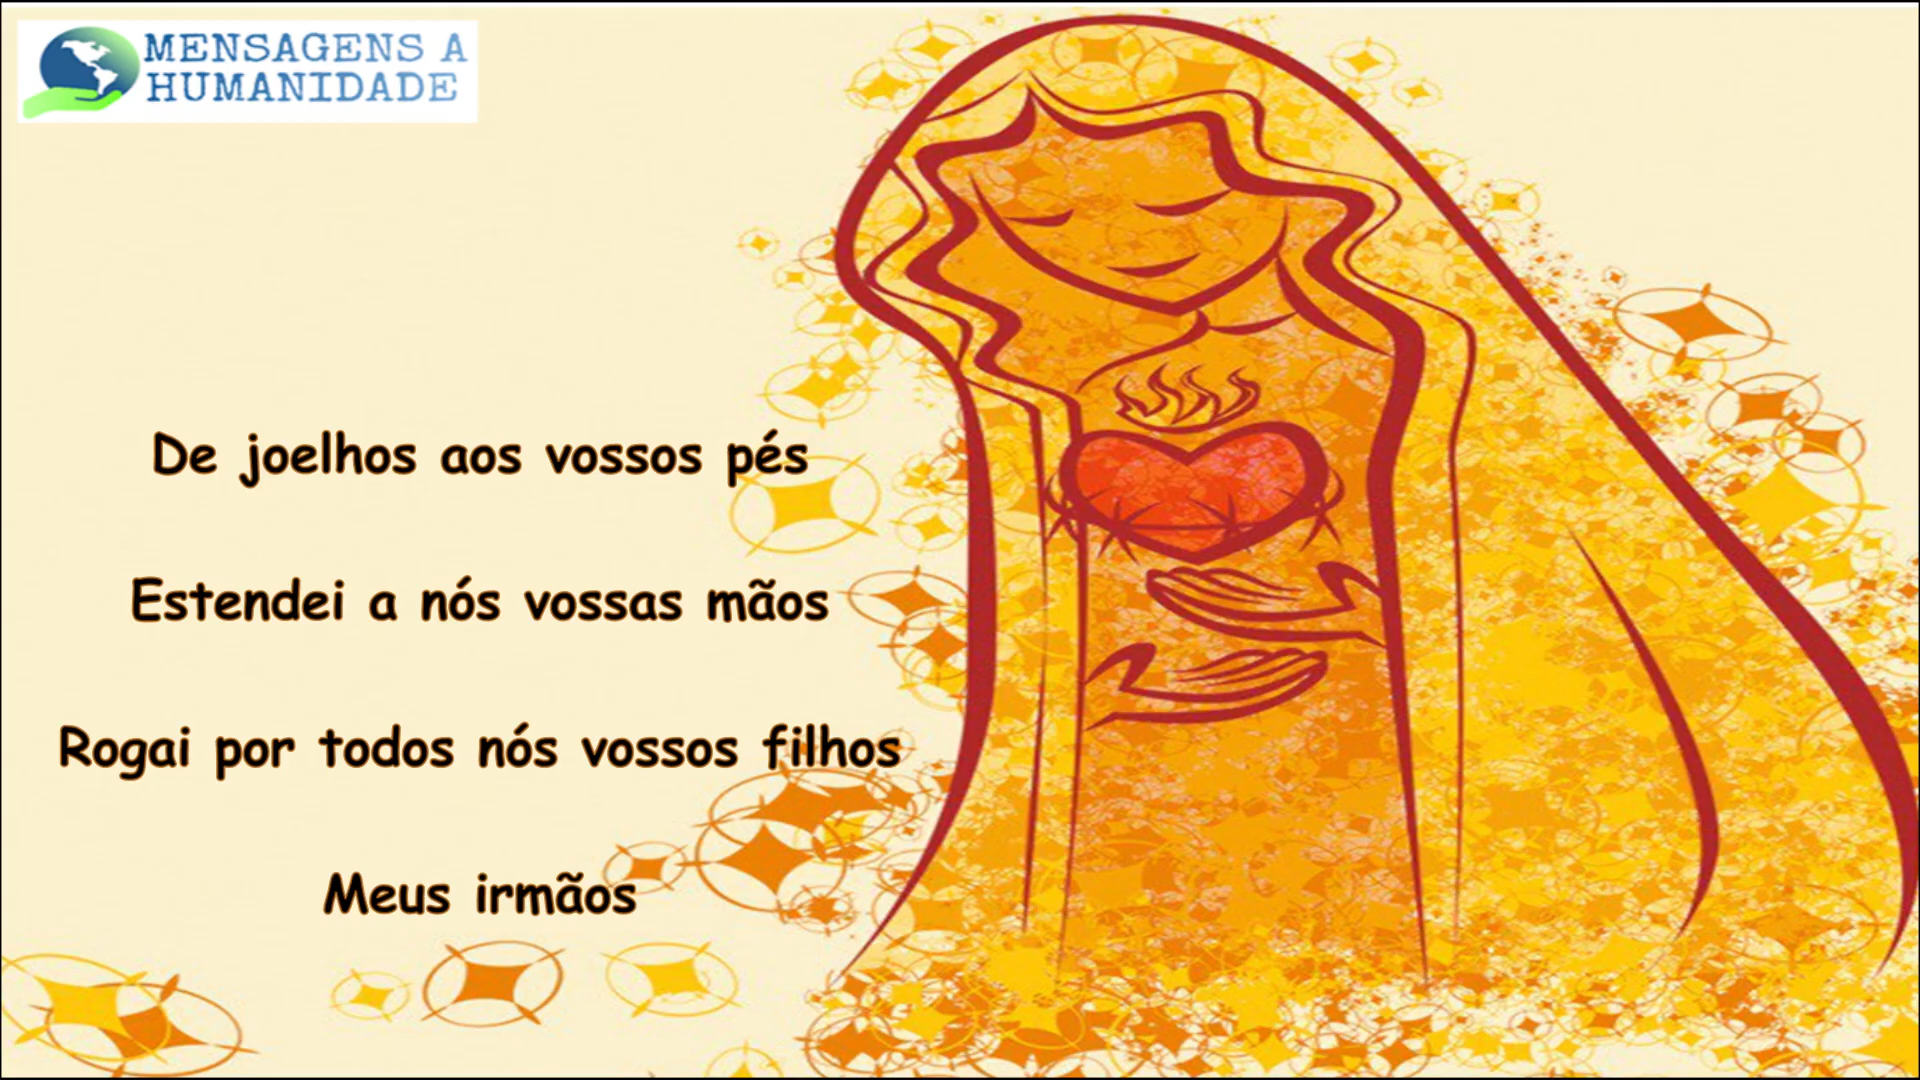 MENSAGENS A
HUMANIDADE
De joelhos aos vossos pés
Estendei a nós vossas mãos
Rogai por todos nós vossos filhos
Meus irmãos